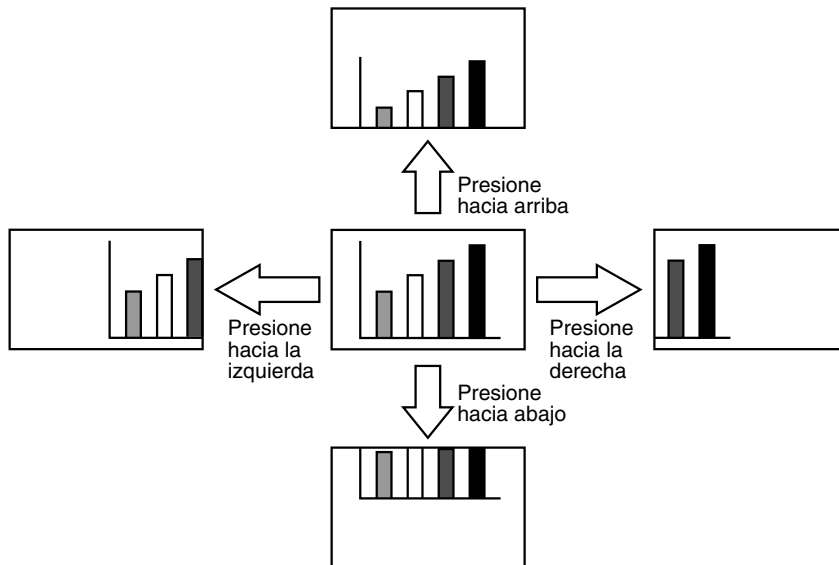 Presione
hacia arriba
Presione
hacia la
izquierda
Presione
hacia la
derecha
Presione
hacia abajo